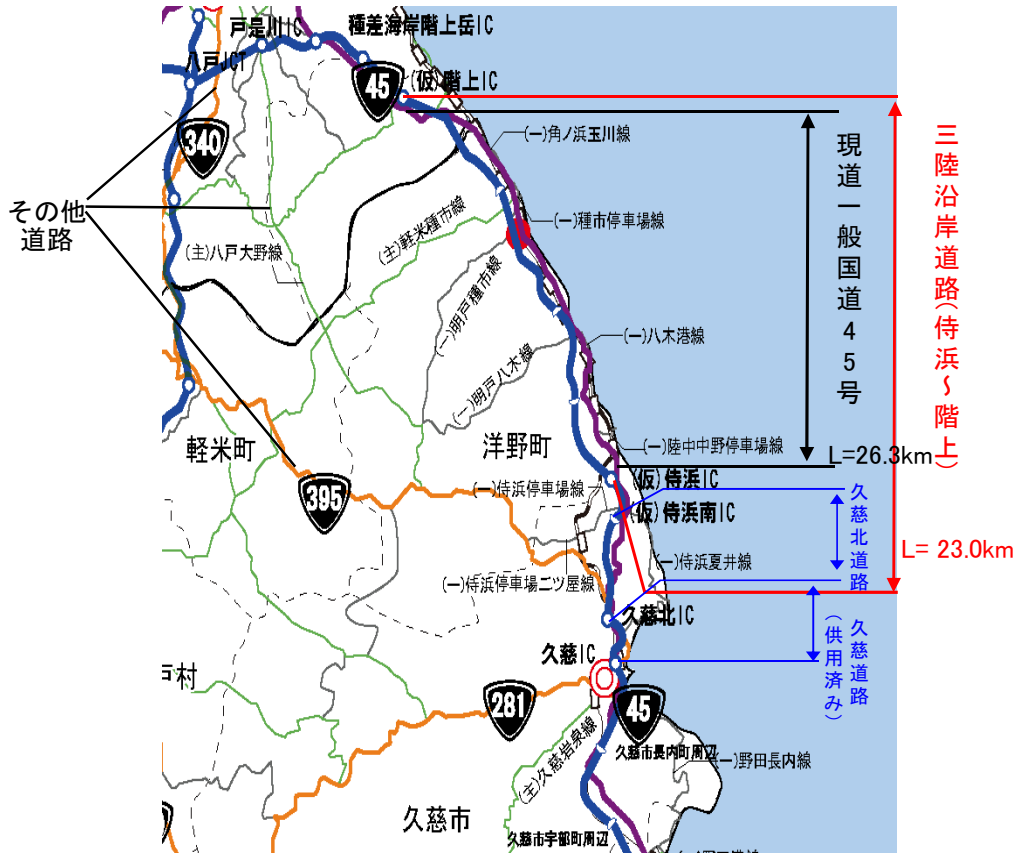 戸是川IC
種差海岸階上岳IC
八戸JCT
45
(仮)階上IC
340
(一)角ノ浜玉川線
その他
道路
(主)八戸大野線
(主)軽米種市線
(一)種市停車場線
(一)明戸種市線
(一)八木港線
(一)明戸八木線
現道一般国道45号
三陸沿岸道路(侍浜～階上)
軽米町
洋野町
(一)陸中中野停車場線
L=26.3km
395
(一)侍浜停車場線
(仮)侍浜IC
(仮)侍浜南IC
久慈北道路
L= 23.0km
(一)侍浜夏井線
(一)侍浜停車場二ツ屋線
久慈北IC
久慈道路
(供用済み)
久慈IC
戸村
281
45
(主)久慈岩泉線
久慈市長内町周辺
(一)野田長内線
久慈市
久慈市宇部町周辺